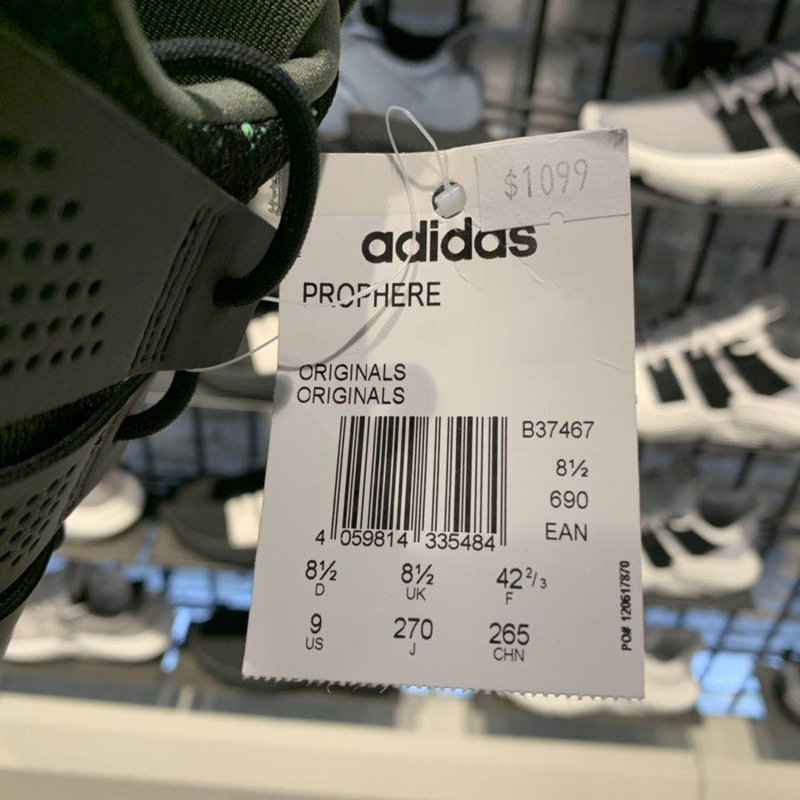 $1099
adidas
PROPHERE
ORIGINALS
ORIGINALS
B37467
8½
690
EAN
4 059814 335484
8½ 8½ 42²/₃
D UK F
9 270 265
US J CHN
PO# 120617870